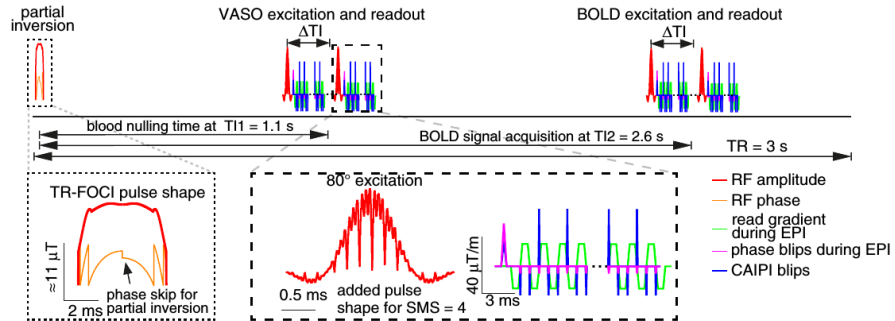 partial
inversion
VASO excitation and readout
BOLD excitation and readout
ΔTI
ΔTI
blood nulling time at TI1 = 1.1 s
BOLD signal acquisition at TI2 = 2.6 s
TR = 3 s
TR-FOCI pulse shape
≈11 μT
phase skip for
partial inversion
2 ms
80° excitation
0.5 ms
added pulse
shape for SMS = 4
40 μT/m
3 ms
RF amplitude
RF phase
read gradient
during EPI
phase blips during EPI
CAIPI blips